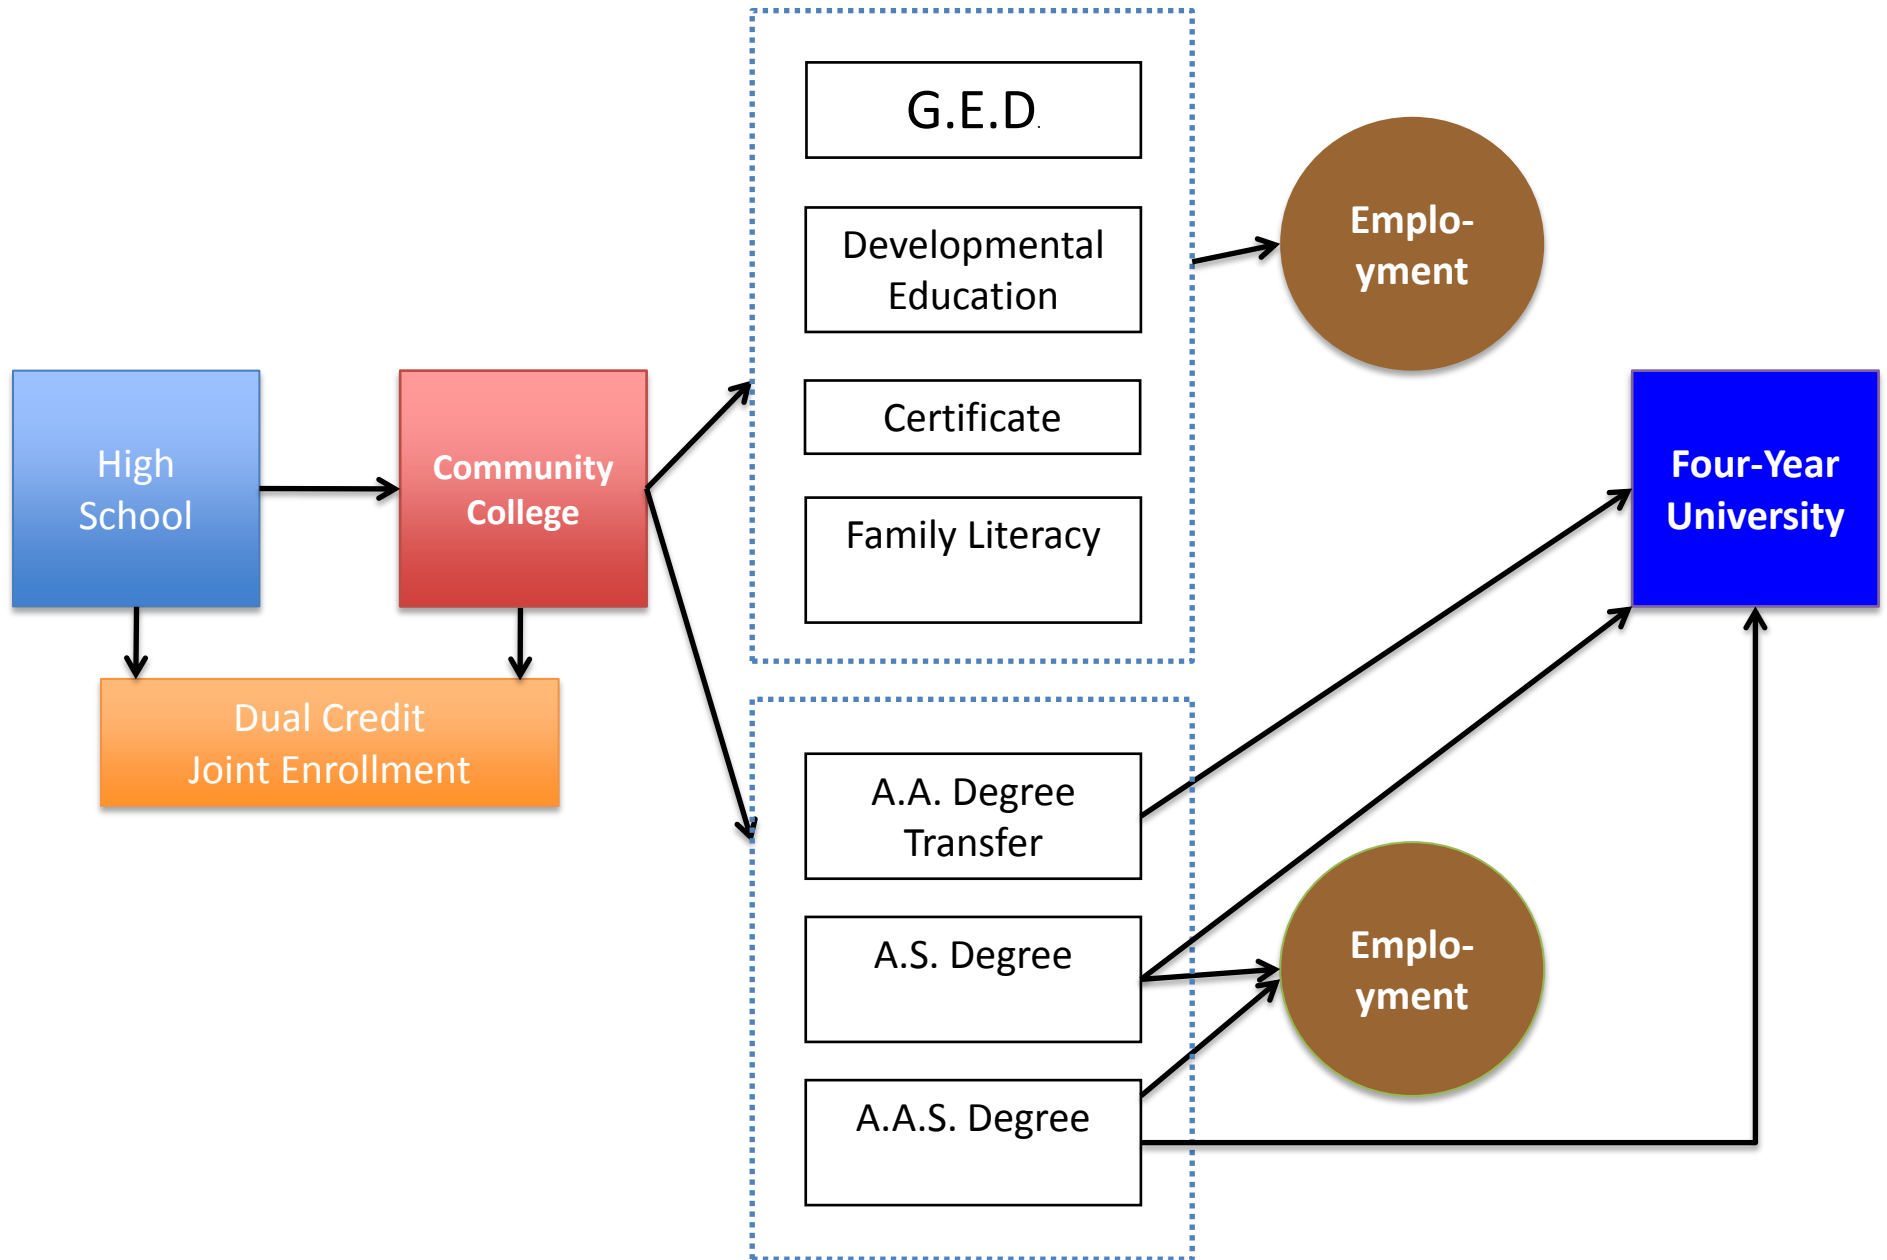 High
School
Community
College
Dual Credit
Joint Enrollment
G.E.D.
Developmental
Education
Certificate
Family Literacy
A.A. Degree
Transfer
A.S. Degree
A.A.S. Degree
Emplo-
yment
Emplo-
yment
Four-Year
University